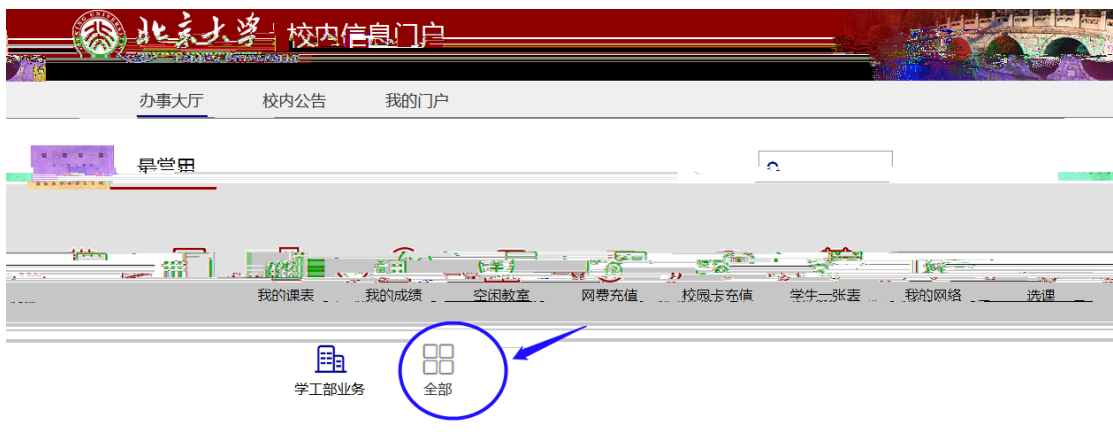 北京大学 校内信息门户
办事大厅 校内公告 我的门户
最常用
我的课表 我的成绩 空闲教室 网费充值 校园卡充值 学生一张表 我的网络 选课
学工部业务 全部